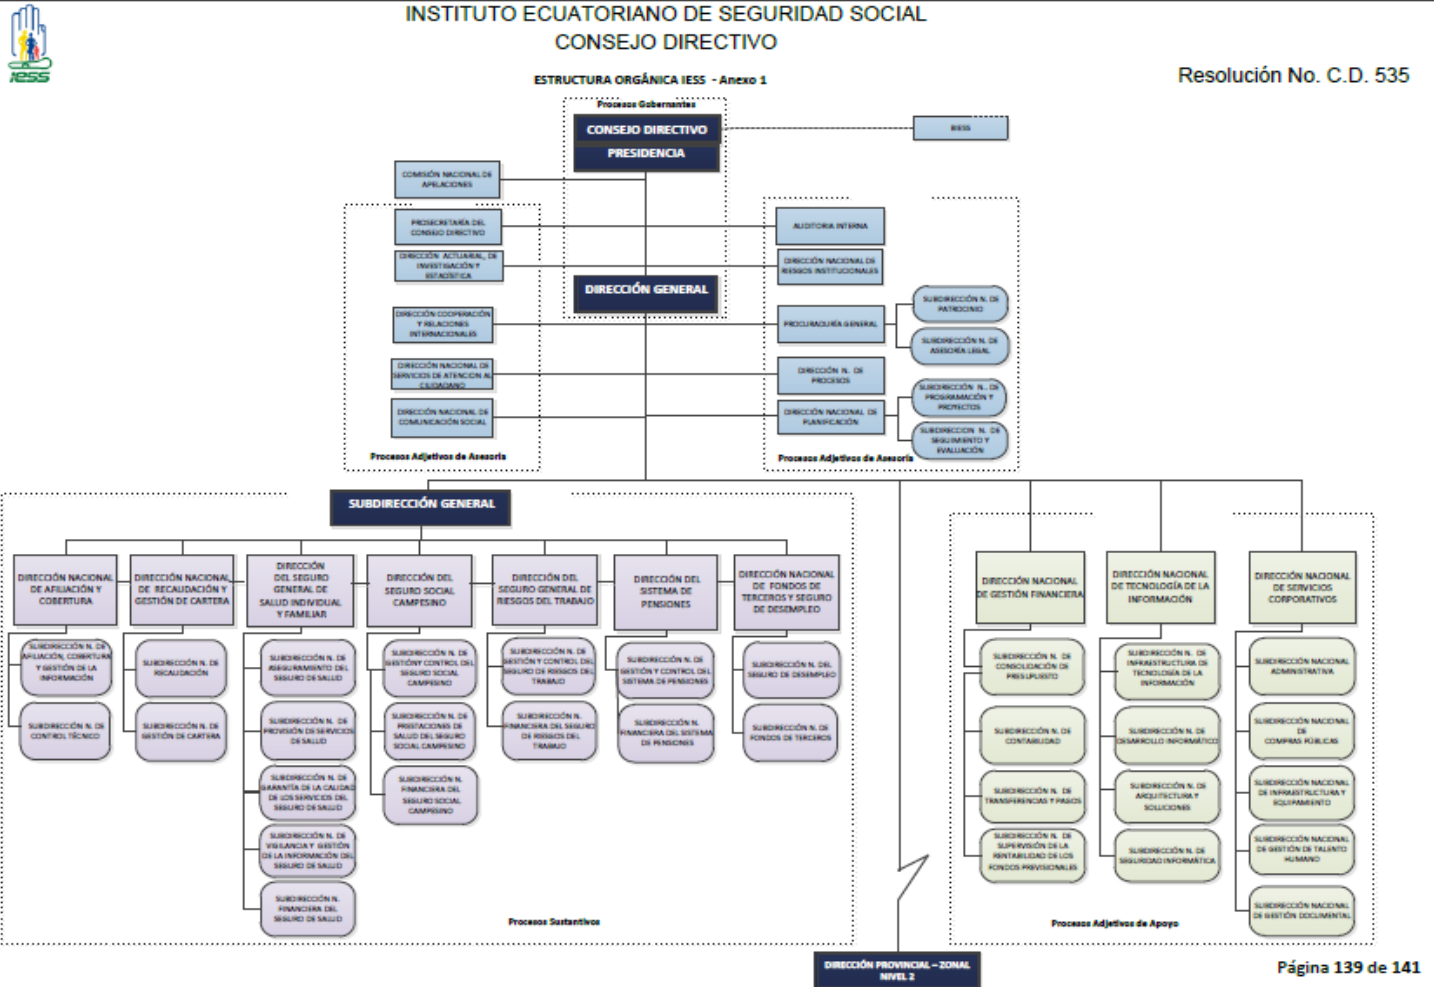 iess
INSTITUTO ECUATORIANO DE SEGURIDAD SOCIAL
CONSEJO DIRECTIVO
ESTRUCTURA ORGÁNICA IESS - Anexo 1
Resolución No. C.D. 535
Procesos Gobernantes
CONSEJO DIRECTIVO
PRESIDENCIA
BIESS
COMISIÓN NACIONAL DE
APELACIONES
PROSECRETARÍA DEL
CONSEJO DIRECTIVO
AUDITORIA INTERNA
DIRECCIÓN ACTUARIAL, DE
INVESTIGACIÓN Y
ESTADÍSTICA
DIRECCIÓN NACIONAL DE
RIESGOS INSTITUCIONALES
DIRECCIÓN GENERAL
DIRECCIÓN COOPERACIÓN
Y RELACIONES
INTERNACIONALES
PROCURADURÍA GENERAL
SUBDIRECCIÓN N. DE
PATROCINIO
SUBDIRECCIÓN N. DE
ASESORÍA LEGAL
DIRECCIÓN NACIONAL DE
SERVICIOS DE ATENCION AL
CIUDADANO
DIRECCIÓN N. DE
PROCESOS
DIRECCIÓN NACIONAL DE
COMUNICACIÓN SOCIAL
DIRECCIÓN NACIONAL DE
PLANIFICACIÓN
SUBDIRECCIÓN N. DE
PROGRAMACIÓN Y
PROYECTOS
SUBDIRECCION N. DE
SEGUIMIENTO Y
EVALUACIÓN
Procesos Adjetivos de Asesoría
Procesos Adjetivos de Asesoría
SUBDIRECCIÓN GENERAL
DIRECCIÓN NACIONAL
DE AFILIACIÓN Y
COBERTURA
SUBDIRECCIÓN N. DE
AFILIACIÓN, COBERTURA
Y GESTIÓN DE LA
INFORMACIÓN
SUBDIRECCIÓN N. DE
CONTROL TÉCNICO
DIRECCIÓN NACIONAL
DE RECAUDACIÓN Y
GESTIÓN DE CARTERA
SUBDIRECCIÓN N. DE
RECAUDACIÓN
SUBDIRECCIÓN N. DE
GESTIÓN DE CARTERA
DIRECCIÓN
DEL SEGURO
GENERAL DE
SALUD INDIVIDUAL
Y FAMILIAR
SUBDIRECCIÓN N. DE
ASEGURAMIENTO DEL
SEGURO DE SALUD
SUBDIRECCIÓN N. DE
PROVISIÓN DE SERVICIOS
DE SALUD
SUBDIRECCIÓN N. DE
GARANTÍA DE LA CALIDAD
DE LOS SERVICIOS DEL
SEGURO DE SALUD
SUBDIRECCIÓN N. DE
VIGILANCIA Y GESTIÓN
DE LA INFORMACIÓN DEL
SEGURO DE SALUD
SUBDIRECCIÓN N.
FINANCIERA DEL
SEGURO DE SALUD
DIRECCIÓN DEL
SEGURO SOCIAL
CAMPESINO
SUBDIRECCIÓN N. DE
GESTIÓN Y CONTROL DEL
SEGURO SOCIAL
CAMPESINO
SUBDIRECCIÓN N. DE
PRESTACIONES DE
SALUD DEL SEGURO
SOCIAL CAMPESINO
SUBDIRECCIÓN N.
FINANCIERA DEL
SEGURO SOCIAL
CAMPESINO
DIRECCIÓN DEL
SEGURO GENERAL DE
RIESGOS DEL TRABAJO
SUBDIRECCIÓN N. DE
GESTIÓN Y CONTROL DEL
SEGURO DE RIESGOS DEL
TRABAJO
SUBDIRECCIÓN N.
FINANCIERA DEL SEGURO
DE RIESGOS DEL
TRABAJO
DIRECCIÓN DEL
SISTEMA DE
PENSIONES
SUBDIRECCIÓN N. DE
GESTIÓN Y CONTROL DEL
SISTEMA DE PENSIONES
SUBDIRECCIÓN N.
FINANCIERA DEL SISTEMA
DE PENSIONES
DIRECCIÓN NACIONAL
DE FONDOS DE
TERCEROS Y SEGURO
DE DESEMPLEO
SUBDIRECCIÓN N. DEL
SEGURO DE DESEMPLEO
SUBDIRECCIÓN N. DE
FONDOS DE TERCEROS
Procesos Sustantivos
DIRECCIÓN NACIONAL
DE GESTIÓN FINANCIERA
SUBDIRECCIÓN N. DE
CONSOLIDACIÓN DE
PRESUPUESTO
SUBDIRECCIÓN N. DE
CONTABILIDAD
SUBDIRECCIÓN N. DE
TRANSFERENCIAS Y PAGOS
SUBDIRECCIÓN N. DE
SUPERVISIÓN DE LA
RENTABILIDAD DE LOS
FONDOS PREVISIONALES
DIRECCIÓN NACIONAL
DE TECNOLOGÍA DE LA
INFORMACIÓN
SUBDIRECCIÓN N. DE
INFRAESTRUCTURA DE
TECNOLOGÍA DE LA
INFORMACIÓN
SUBDIRECCIÓN N. DE
DESARROLLO INFORMÁTICO
SUBDIRECCIÓN N. DE
ARQUITECTURA Y
SOLUCIONES
SUBDIRECCIÓN N. DE
SEGURIDAD INFORMÁTICA
DIRECCIÓN NACIONAL
DE SERVICIOS
CORPORATIVOS
SUBDIRECCIÓN NACIONAL
ADMINISTRATIVA
SUBDIRECCIÓN NACIONAL
DE
COMPRAS PÚBLICAS
SUBDIRECCIÓN NACIONAL
DE INFRAESTRUCTURA Y
EQUIPAMIENTO
SUBDIRECCIÓN NACIONAL
DE GESTIÓN DE TALENTO
HUMANO
SUBDIRECCIÓN NACIONAL
DE GESTIÓN DOCUMENTAL
Procesos Adjetivos de Apoyo
DIRECCIÓN PROVINCIAL – ZONAL
NIVEL 2
Página 139 de 141